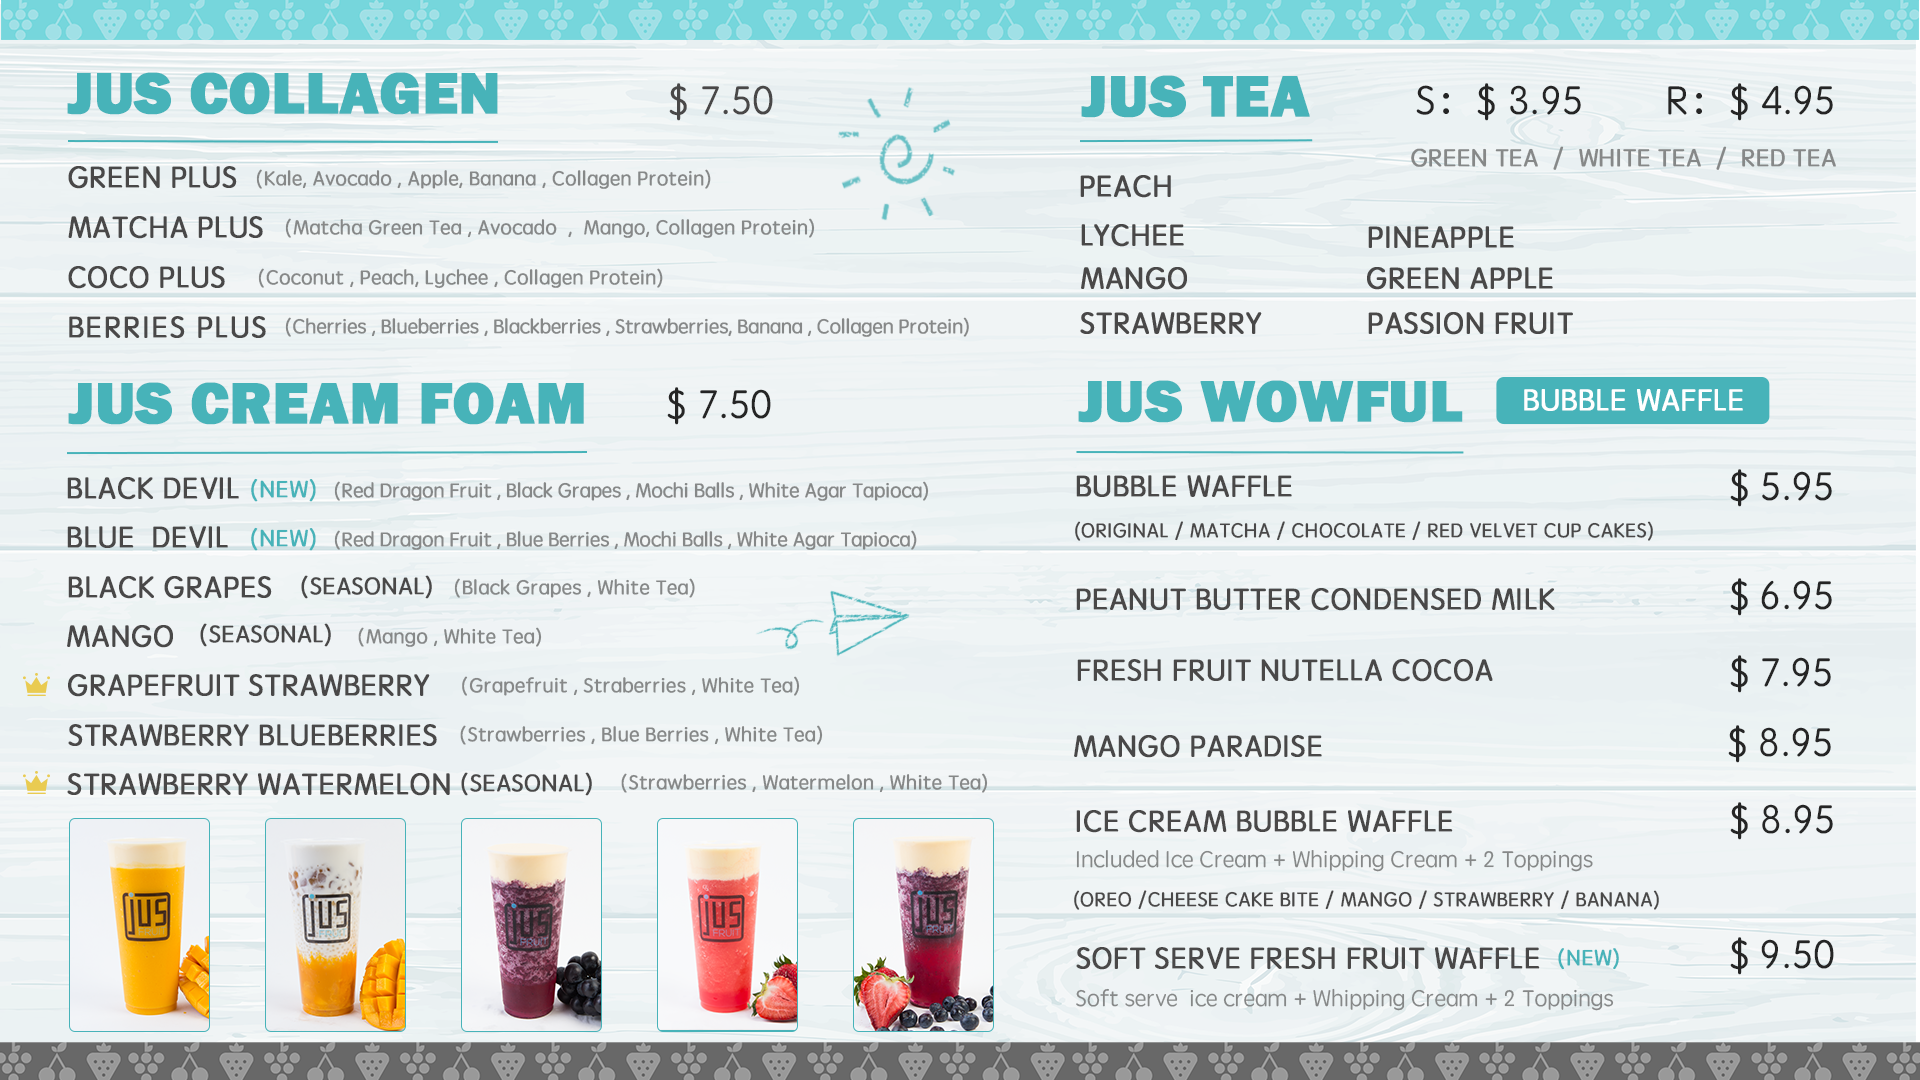 JUS COLLAGEN $ 7.50
GREEN PLUS (Kale, Avocado , Apple, Banana , Collagen Protein)
MATCHA PLUS (Matcha Green Tea , Avocado , Mango, Collagen Protein)
COCO PLUS (Coconut , Peach, Lychee , Collagen Protein)
BERRIES PLUS (Cherries , Blueberries , Blackberries , Strawberries, Banana , Collagen Protein)
JUS CREAM FOAM $ 7.50
BLACK DEVIL (NEW) (Red Dragon Fruit , Black Grapes , Mochi Balls , White Agar Tapioca)
BLUE DEVIL (NEW) (Red Dragon Fruit , Blue Berries , Mochi Balls , White Agar Tapioca)
BLACK GRAPES (SEASONAL) (Black Grapes , White Tea)
MANGO (SEASONAL) (Mango , White Tea)
GRAPEFRUIT STRAWBERRY (Grapefruit , Straberries , White Tea)
STRAWBERRY BLUEBERRIES (Strawberries , Blue Berries , White Tea)
STRAWBERRY WATERMELON (SEASONAL) (Strawberries , Watermelon , White Tea)
jus
jus
jus FRUIT
jus FRUIT
jus FRUIT
JUS TEA S: $ 3.95 R: $ 4.95
GREEN TEA / WHITE TEA / RED TEA
PEACH
LYCHEE PINEAPPLE
MANGO GREEN APPLE
STRAWBERRY PASSION FRUIT
JUS WOWFUL BUBBLE WAFFLE
BUBBLE WAFFLE $ 5.95
(ORIGINAL / MATCHA / CHOCOLATE / RED VELVET CUP CAKES)
PEANUT BUTTER CONDENSED MILK $ 6.95
FRESH FRUIT NUTELLA COCOA $ 7.95
MANGO PARADISE $ 8.95
ICE CREAM BUBBLE WAFFLE $ 8.95
Included Ice Cream + Whipping Cream + 2 Toppings
(OREO /CHEESE CAKE BITE / MANGO / STRAWBERRY / BANANA)
SOFT SERVE FRESH FRUIT WAFFLE (NEW) $ 9.50
Soft serve ice cream + Whipping Cream + 2 Toppings